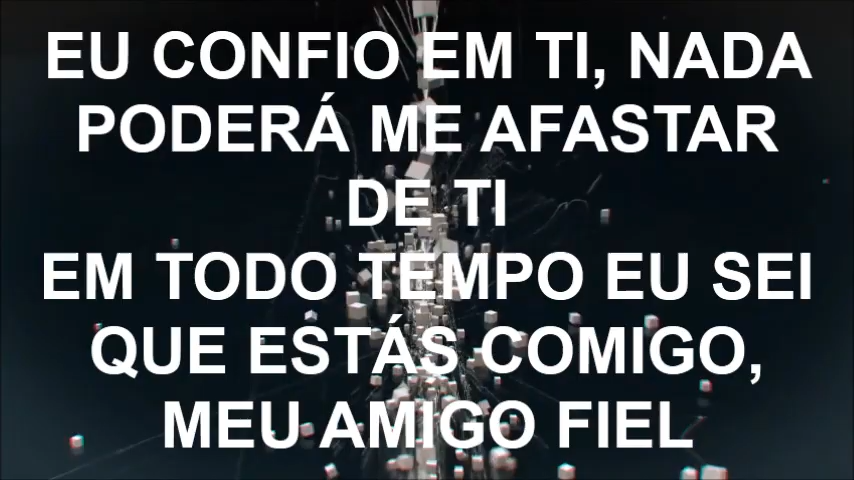 EU CONFIO EM TI, NADA
PODERÁ ME AFASTAR
DE TI
EM TODO TEMPO EU SEI
QUE ESTÁS COMIGO,
MEU AMIGO FIEL